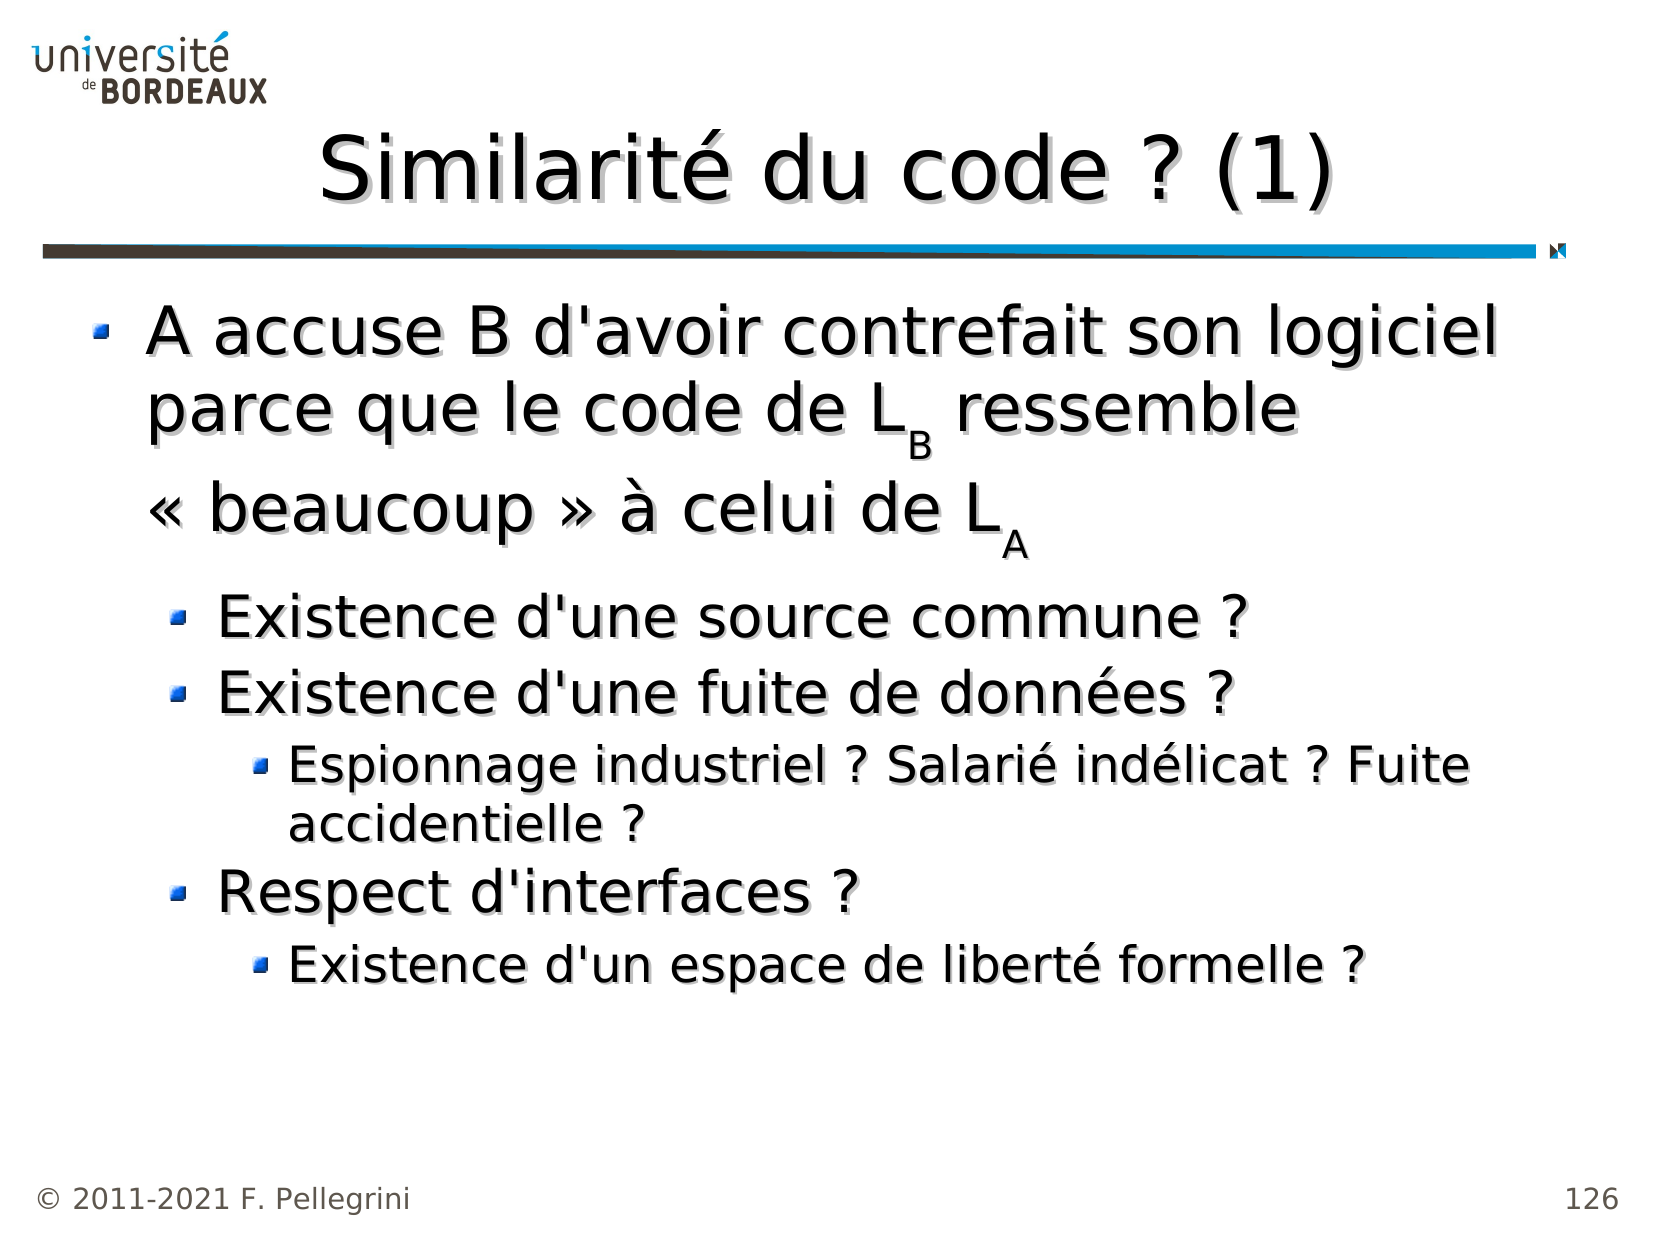 université
de BORDEAUX
Similarité du code ? (1)
A accuse B d'avoir contrefait son logiciel
parce que le code de LB ressemble
« beaucoup » à celui de LA
Existence d'une source commune ?
Existence d'une fuite de données ?
Espionnage industriel ? Salarié indélicat ? Fuite
accidentielle ?
Respect d'interfaces ?
Existence d'un espace de liberté formelle ?
© 2011-2021 F. Pellegrini
126